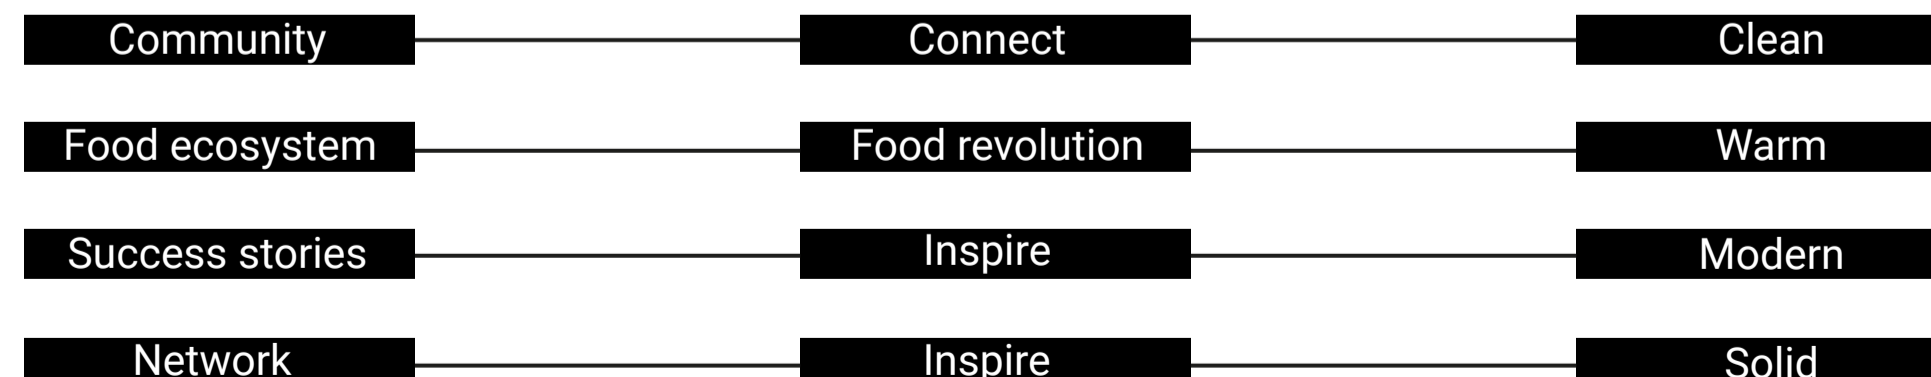 Community Connect Clean
Food ecosystem Food revolution Warm
Success stories Inspire Modern
Network Inspire Solid